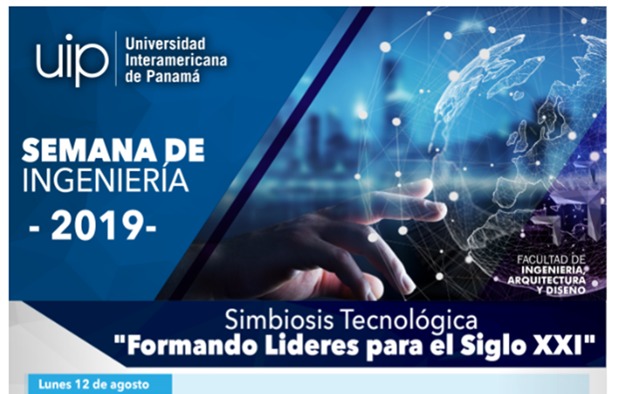 uip
Universidad
Interamericana
de Panamá
SEMANA DE
INGENIERÍA
- 2019-
FACULTAD DE
INGENIERIA,
ARQUITECTURA
Y DISEÑO
Simbiosis Tecnológica
"Formando Lideres para el Siglo XXI"
Lunes 12 de agosto